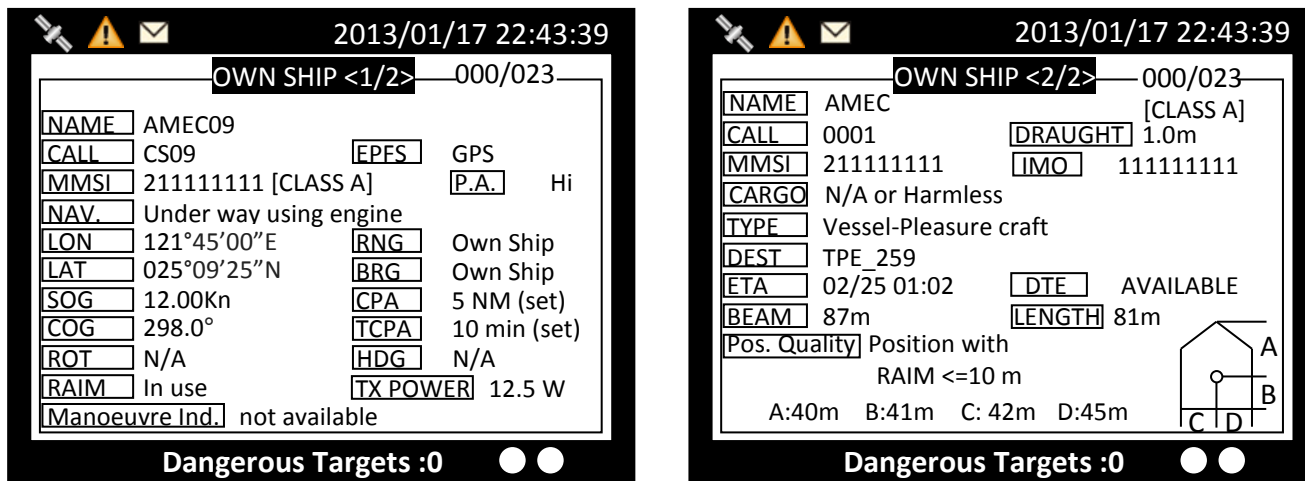 2013/01/17 22:43:39
OWN SHIP <1/2> 000/023
NAME AMEC09
CALL CS09 EPFS GPS
MMSI 211111111 [CLASS A] P.A. Hi
NAV. Under way using engine
LON 121°45’00”E RNG Own Ship
LAT 025°09’25”N BRG Own Ship
SOG 12.00Kn CPA 5 NM (set)
COG 298.0° TCPA 10 min (set)
ROT N/A HDG N/A
RAIM In use TX POWER 12.5 W
Manoeuvre Ind. not available
Dangerous Targets :0
2013/01/17 22:43:39
OWN SHIP <2/2> 000/023
NAME AMEC [CLASS A]
CALL 0001 DRAUGHT 1.0m
MMSI 211111111 IMO 111111111
CARGO N/A or Harmless
TYPE Vessel-Pleasure craft
DEST TPE_259
ETA 02/25 01:02 DTE AVAILABLE
BEAM 87m LENGTH 81m
Pos. Quality Position with
RAIM <=10 m
A:40m B:41m C: 42m D:45m
A
B
C D
Dangerous Targets :0